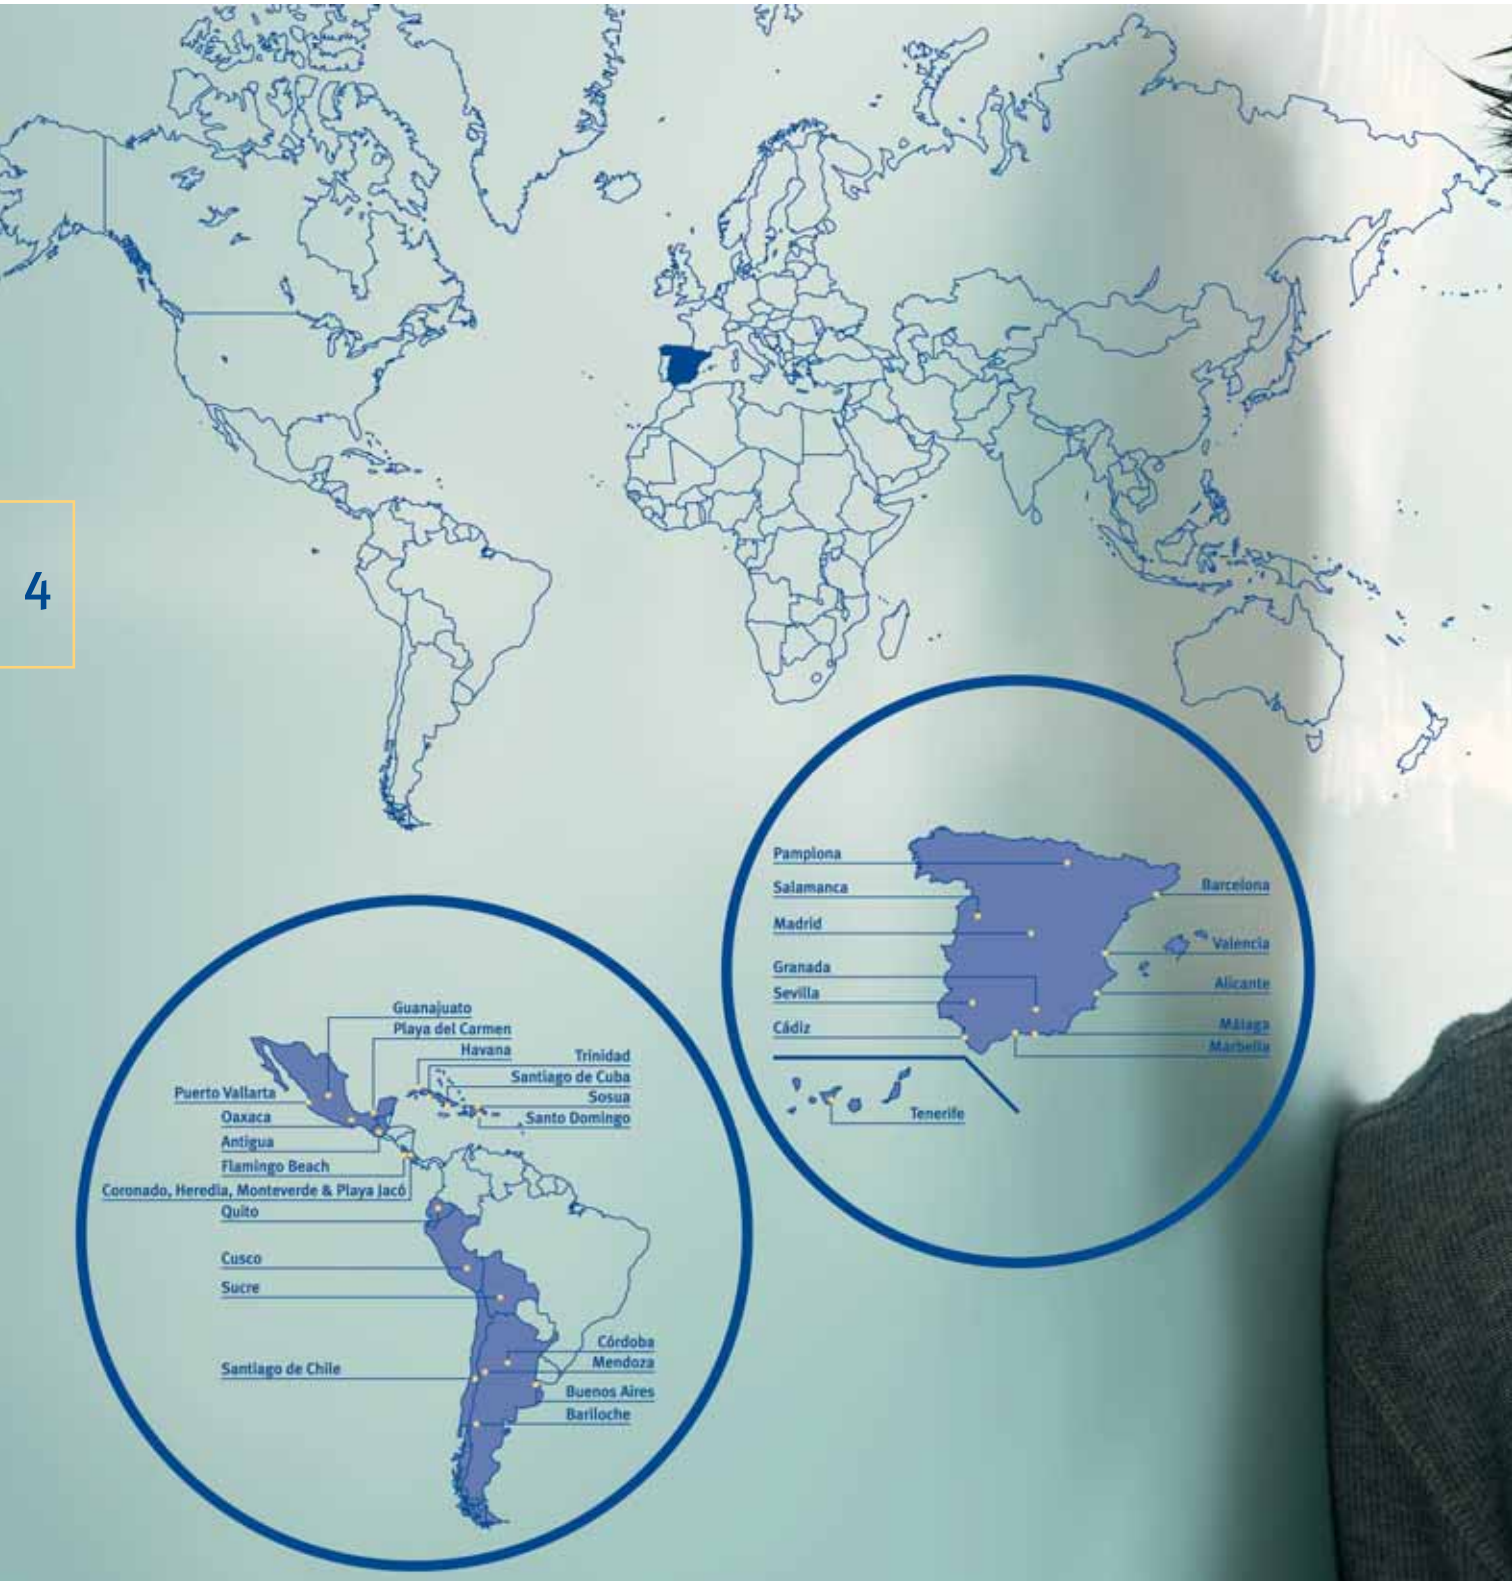 4
Pamplona
Salamanca
Madrid
Granada
Sevilla
Cádiz
Barcelona
Valencia
Alicante
Málaga
Marbella
Tenerife
Guanajuato
Playa del Carmen
Havana
Trinidad
Santiago de Cuba
Sosua
Santo Domingo
Puerto Vallarta
Oaxaca
Antigua
Flamingo Beach
Coronado, Heredia, Monteverde & Playa Jacó
Quito
Cusco
Sucre
Santiago de Chile
Córdoba
Mendoza
Buenos Aires
Bariloche